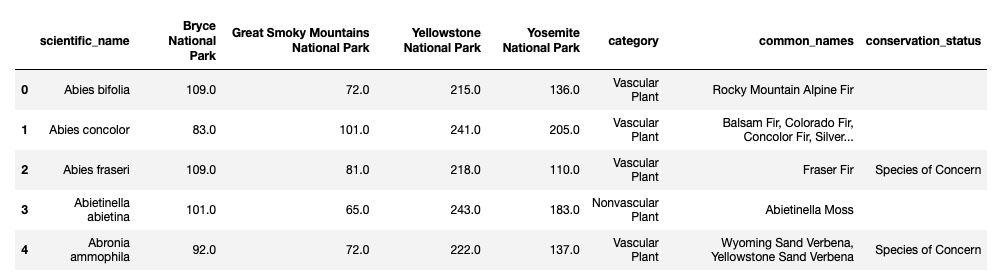 scientific_name Bryce National Park Great Smoky Mountains National Park Yellowstone National Park Yosemite National Park category common_names conservation_status
0 Abies bifolia 109.0 72.0 215.0 136.0 Vascular Plant Rocky Mountain Alpine Fir
1 Abies concolor 83.0 101.0 241.0 205.0 Vascular Plant Balsam Fir, Colorado Fir, Concolor Fir, Silver...
2 Abies fraseri 109.0 81.0 218.0 110.0 Vascular Plant Fraser Fir Species of Concern
3 Abietinella abietina 101.0 65.0 243.0 183.0 Nonvascular Plant Abietinella Moss
4 Abronia ammophila 92.0 72.0 222.0 137.0 Vascular Plant Wyoming Sand Verbena, Yellowstone Sand Verbena Species of Concern